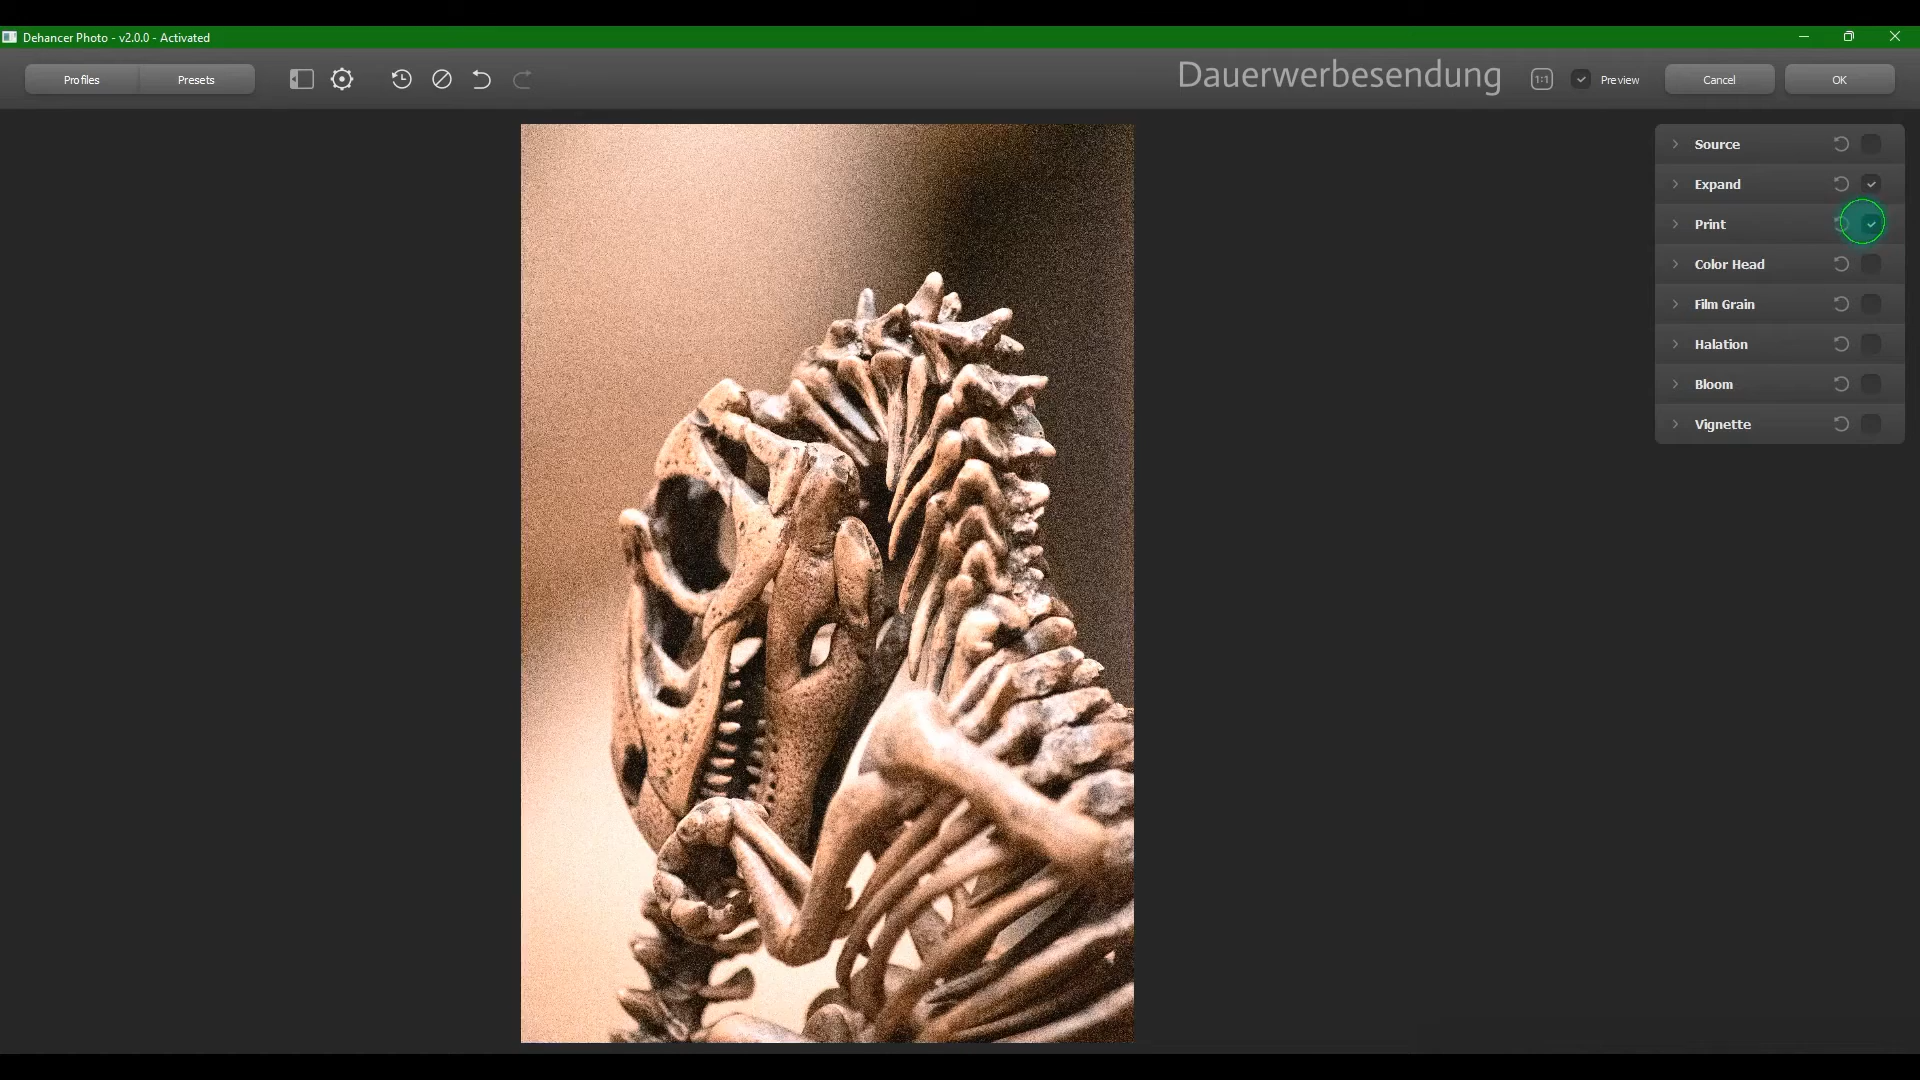 Dehancer Photo - v2.0.0 - Activated
Profiles
Presets
Dauerwerbesendung
1:1
Preview
Cancel
OK
Source
Expand
Print
Color Head
Film Grain
Halation
Bloom
Vignette